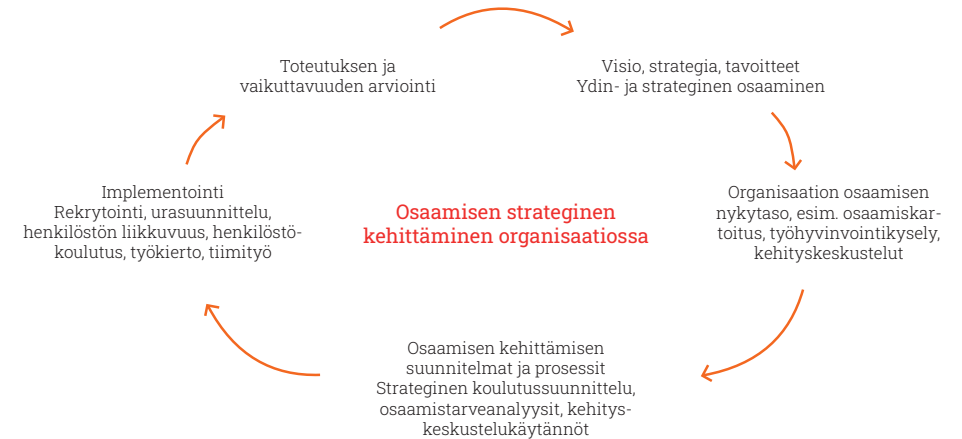 Toteutuksen ja
vaikuttavuuden arviointi
Visio, strategia, tavoitteet
Ydin- ja strateginen osaaminen
Implementointi
Rekrytointi, urasuunnittelu,
henkilöstön liikkuvuus, henkilöstö-
koulutus, työkierto, tiimityö
Osaamisen strateginen
kehittäminen organisaatiossa
Organisaation osaamisen
nykytaso, esim. osaamiskar-
toitus, työhyvinvointikysely,
kehityskeskustelut
Osaamisen kehittämisen
suunnitelmat ja prosessit
Strateginen koulutussuunnittelu,
osaamistarveanalyysit, kehitys-
keskustelukäytännöt